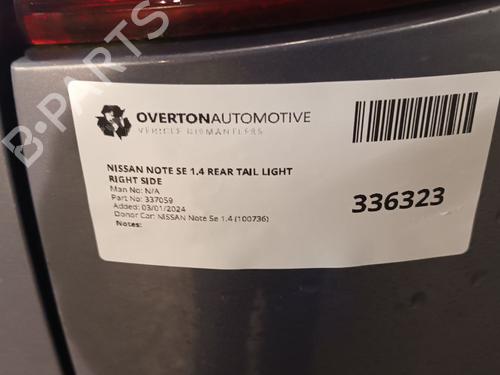 OVERTONAUTOMOTIVE
VEHICLE DISMANTLERS
NISSAN NOTE SE 1.4 REAR TAIL LIGHT
RIGHT SIDE
Man No: N/A
Part No: 337059
Added: 03/01/2024
Donor Car: NISSAN Note Se 1.4 (100736)
Notes:
336323
B-PARTS